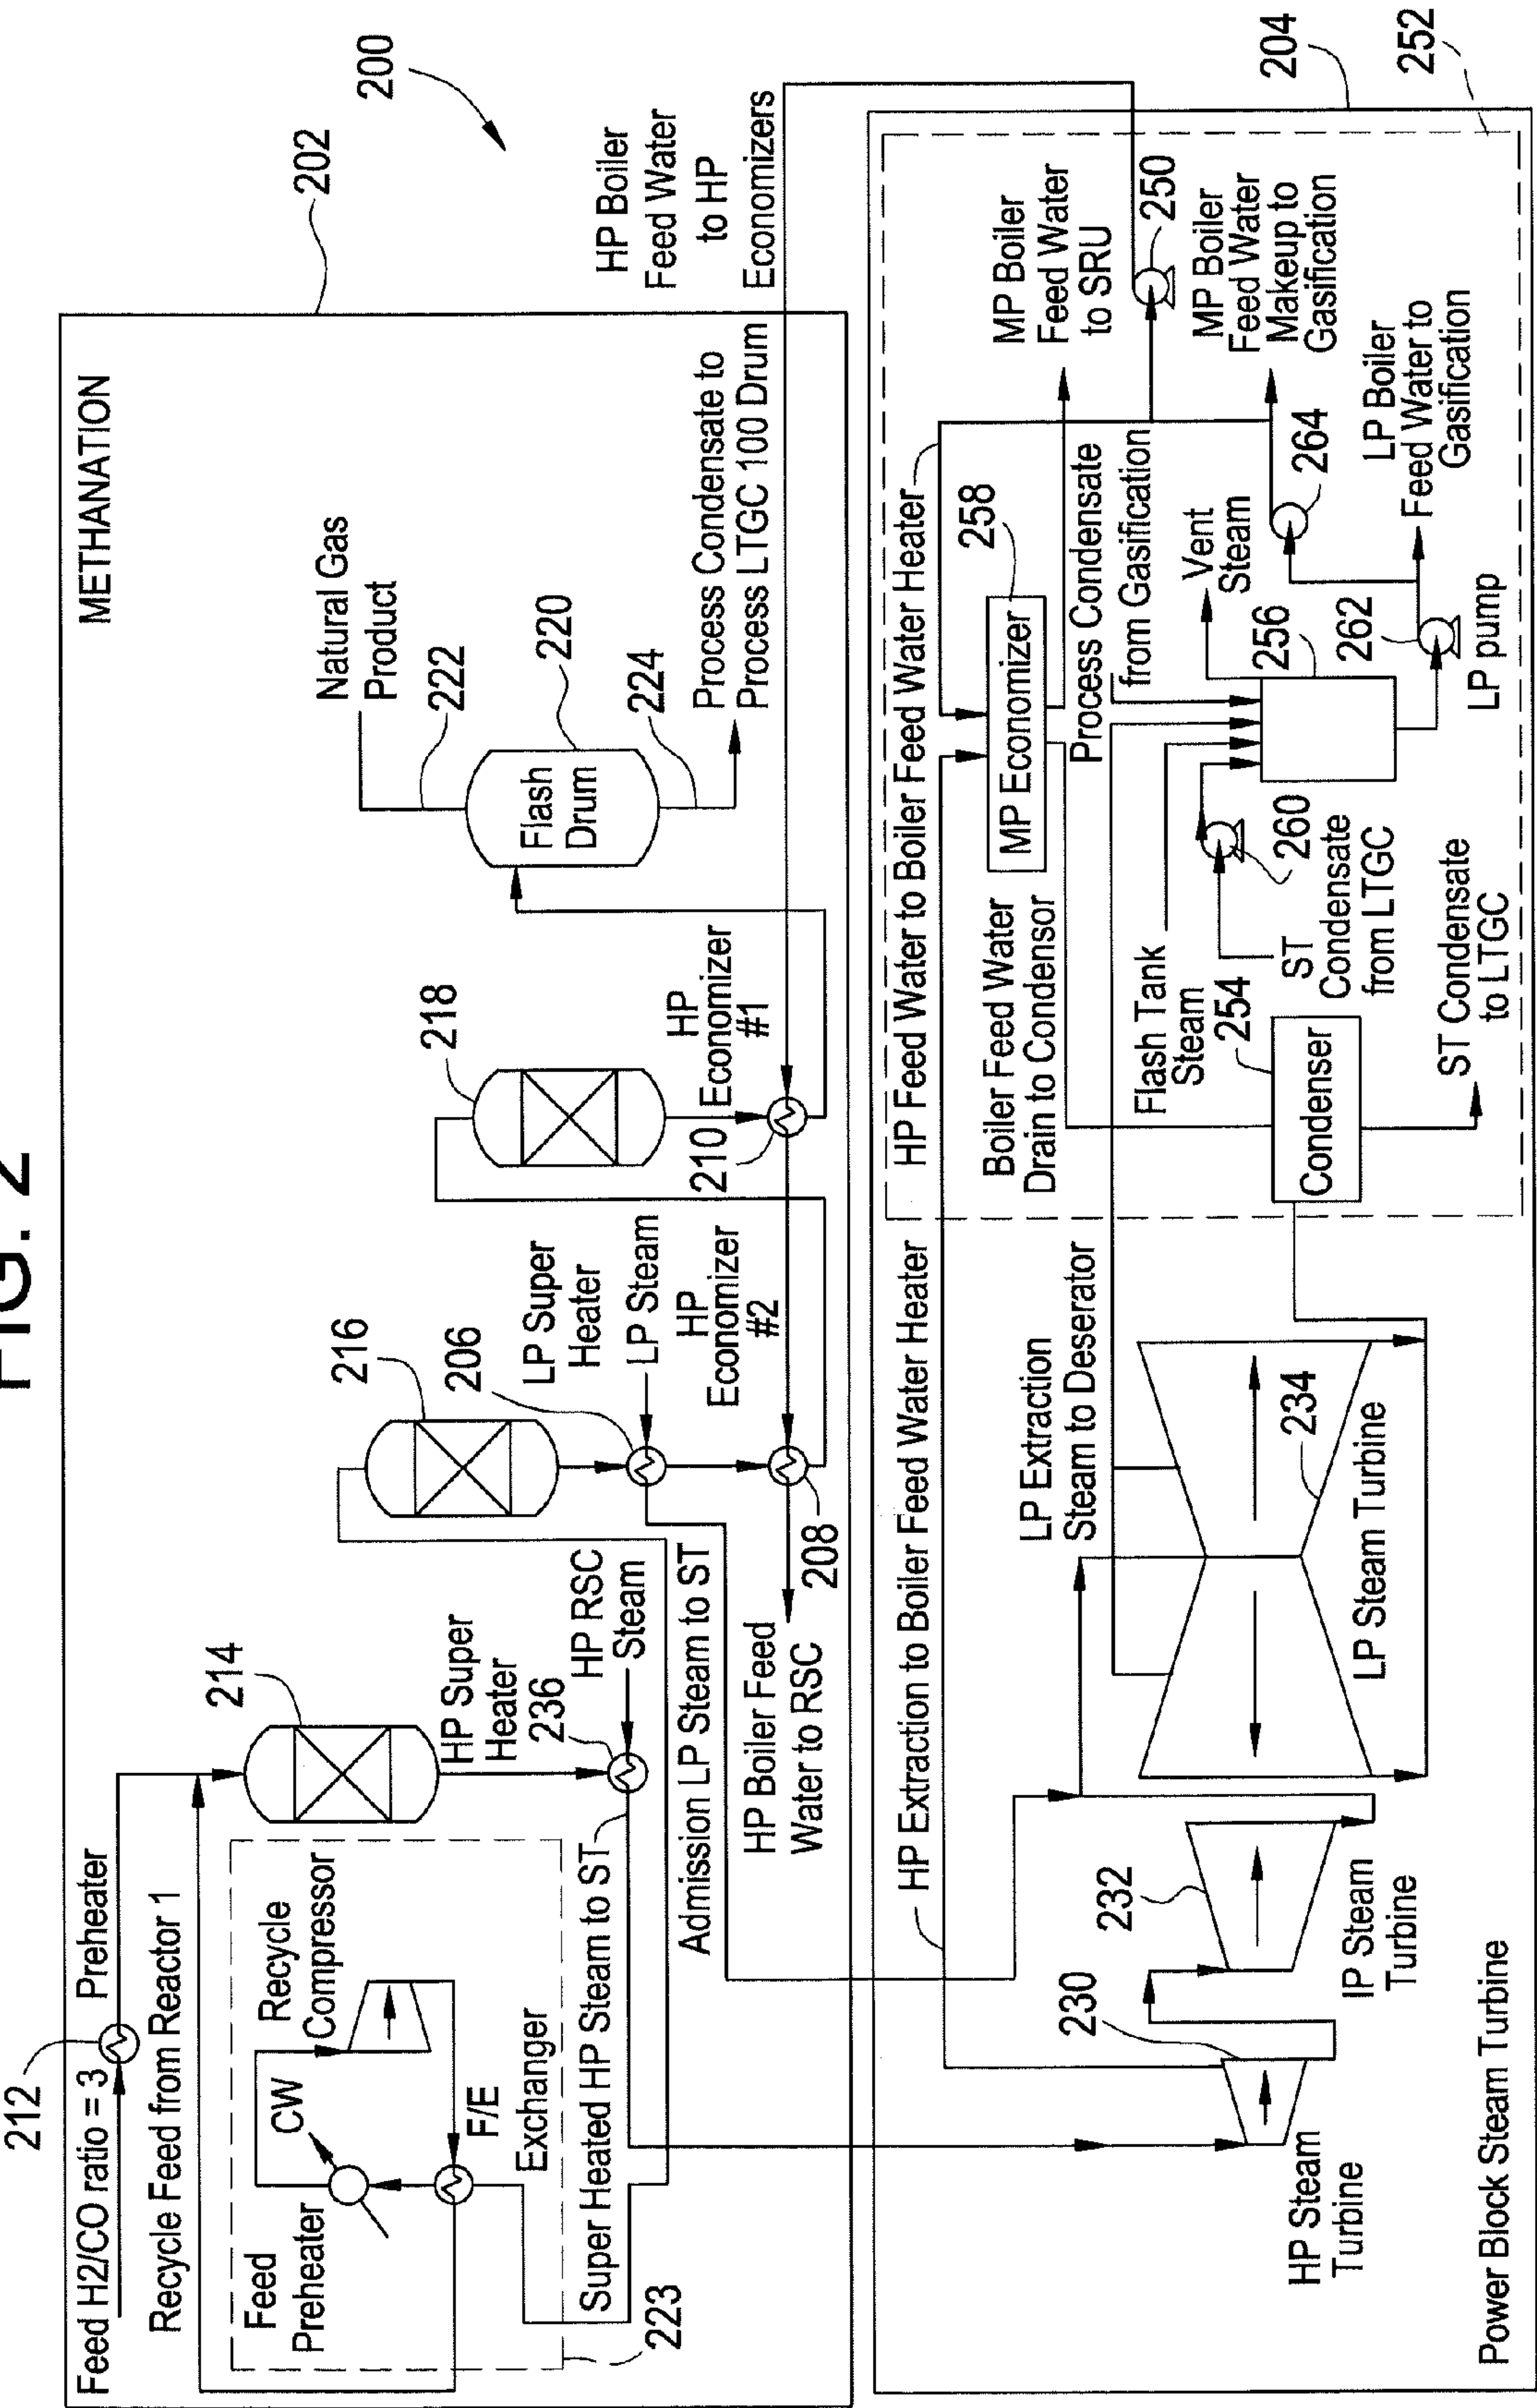 FIG. 2
200
202
METHANATION
212
Feed H2/CO ratio = 3
Preheater
Recycle Feed from Reactor 1
Feed
Preheater
CW
Recycle
Compressor
F/E
Exchanger
223
214
HP Super
Heater
236
HP RSC
Steam
Super Heated HP Steam to ST
Admission LP Steam to ST
216
206
LP Super
Heater
LP Steam
HP
Economizer
#2
208
HP Boiler Feed
Water to RSC
218
210
HP
Economizer
#1
Natural Gas
Product
222
Flash
Drum
220
224
Process Condensate to
Process LTGC 100 Drum
HP Boiler
Feed Water
to HP
Economizers
204
252
HP Extraction to Boiler Feed Water Heater
HP Feed Water to Boiler Feed Water Heater
230
HP Steam
Turbine
232
IP Steam
Turbine
LP Extraction
Steam to Deserator
234
LP Steam Turbine
Boiler Feed Water
Drain to Condensor
MP Economizer
258
MP Boiler
Feed Water
to SRU
250
Process Condensate
from Gasification
MP Boiler
Feed Water
Makeup to
Gasification
Flash Tank
Steam
254
Condenser
ST Condensate
to LTGC
ST
Condensate
from LTGC
260
Vent
Steam
256
262
LP pump
264
LP Boiler
Feed Water to
Gasification
Power Block Steam Turbine